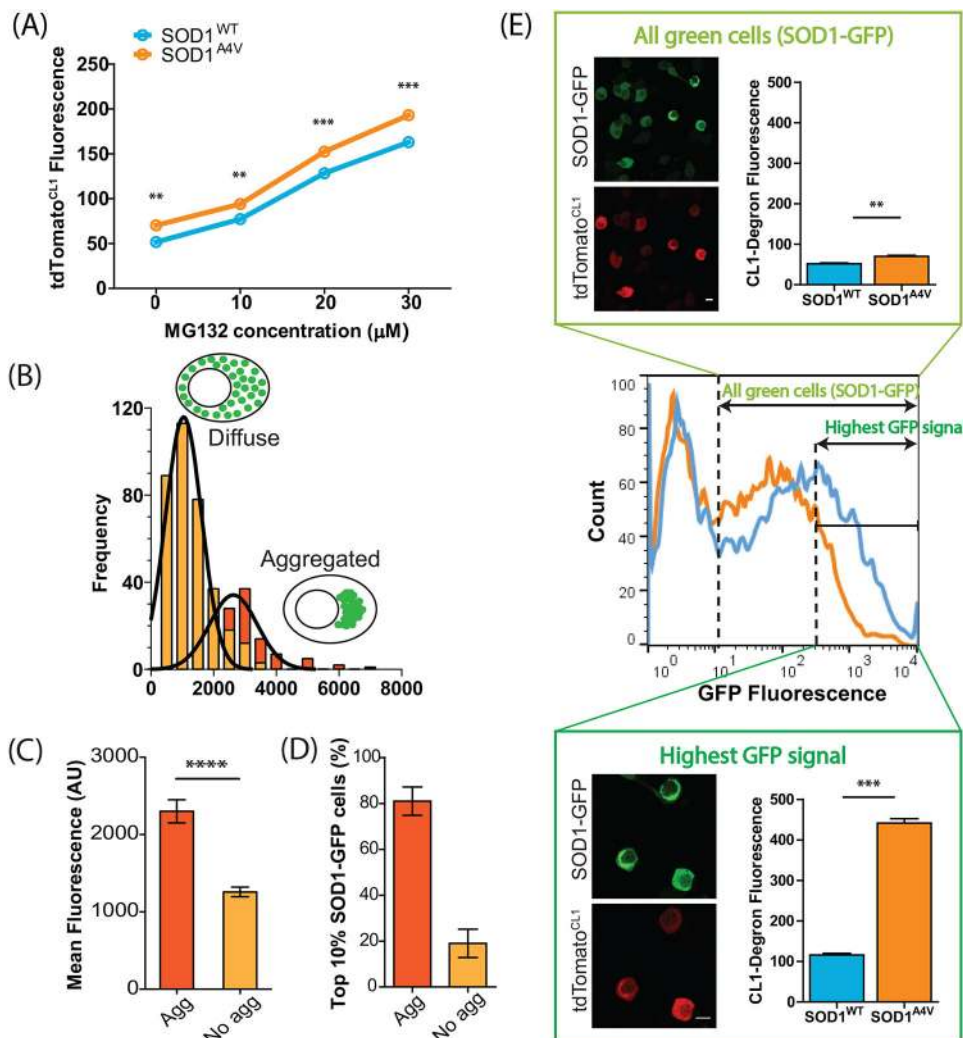 (A)
SOD1WT
SOD1A4V
250
200
150
100
50
0
tdTomatoCL1 Fluorescence
** ** *** ***
0 10 20 30
MG132 concentration (μM)
(B)
Diffuse
Aggregated
120
80
40
0
Frequency
0 2000 4000 6000 8000
(C)
****
3000
2000
1000
0
Mean Fluorescence (AU)
Agg No agg
(D)
100
80
60
40
20
0
Top 10% SOD1-GFP cells (%)
Agg No agg
(E)
All green cells (SOD1-GFP)
SOD1-GFP
tdTomatoCL1
500
400
300
200
100
0
CL1-Degron Fluorescence
**
SOD1WT SOD1A4V
100
80
60
40
20
0
Count
All green cells (SOD1-GFP)
Highest GFP signa
10^0 10^1 10^2 10^3 10^4
GFP Fluorescence
Highest GFP signal
SOD1-GFP
tdTomatoCL1
500
400
300
200
100
0
CL1-Degron Fluorescence
***
SOD1WT SOD1A4V